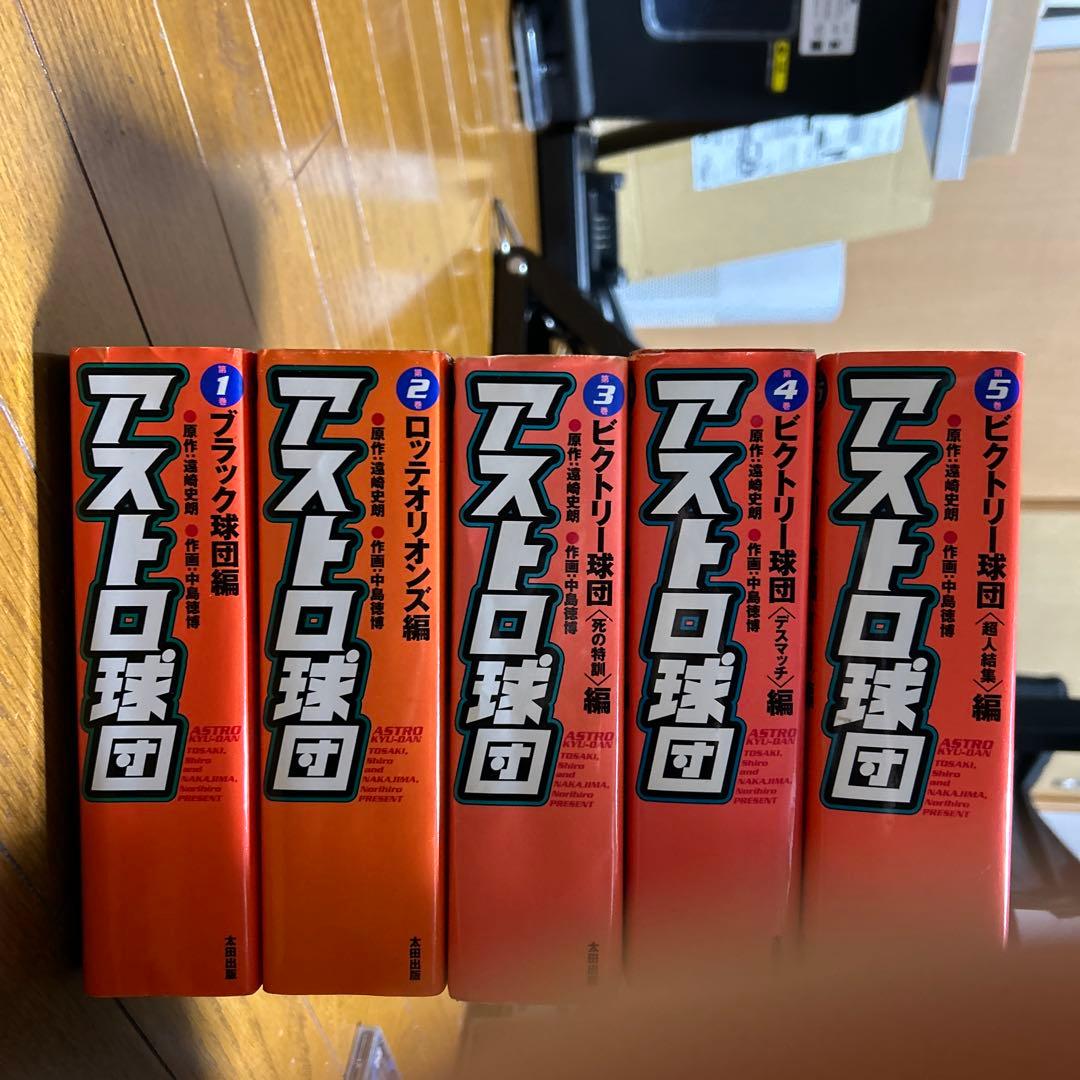 第1巻
ブラック球団編
●原作:遠崎史朗 ●作画:中島徳博
アストロ球団
ASTRO
KYU-DAN
TOSAKI,
Shiro
and
NAKAJIMA,
Norihiro
PRESENT
太田出版
第2巻
ロッテオリオンズ編
●原作:遠崎史朗 ●作画:中島徳博
アストロ球団
ASTRO
KYU-DAN
TOSAKI,
Shiro
and
NAKAJIMA,
Norihiro
PRESENT
太田出版
第3巻
ビクトリー球団〈死の特訓〉編
●原作:遠崎史朗 ●作画:中島徳博
アストロ球団
ASTRO
KYU-DAN
TOSAKI,
Shiro
and
NAKAJIMA,
Norihiro
PRESENT
太田出版
第4巻
ビクトリー球団〈デスマッチ〉編
●原作:遠崎史朗 ●作画:中島徳博
アストロ球団
ASTRO
KYU-DAN
TOSAKI,
Shiro
and
NAKAJIMA,
Norihiro
PRESENT
第5巻
ビクトリー球団〈超人結集〉編
●原作:遠崎史朗 ●作画:中島徳博
アストロ球団
ASTRO
KYU-DAN
TOSAKI,
Shiro
and
NAKAJIMA,
Norihiro
PRESENT